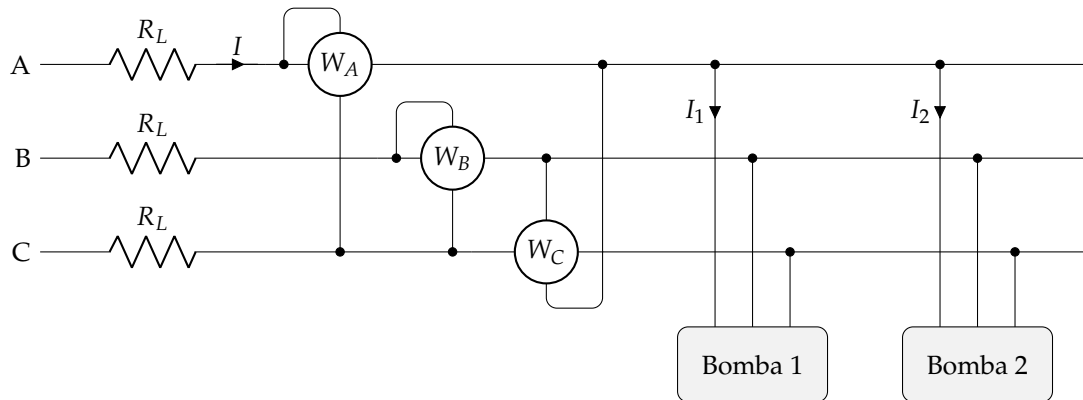 R_L
I
A
W_A
I_1
I_2
R_L
B
W_B
R_L
C
W_C
Bomba 1
Bomba 2